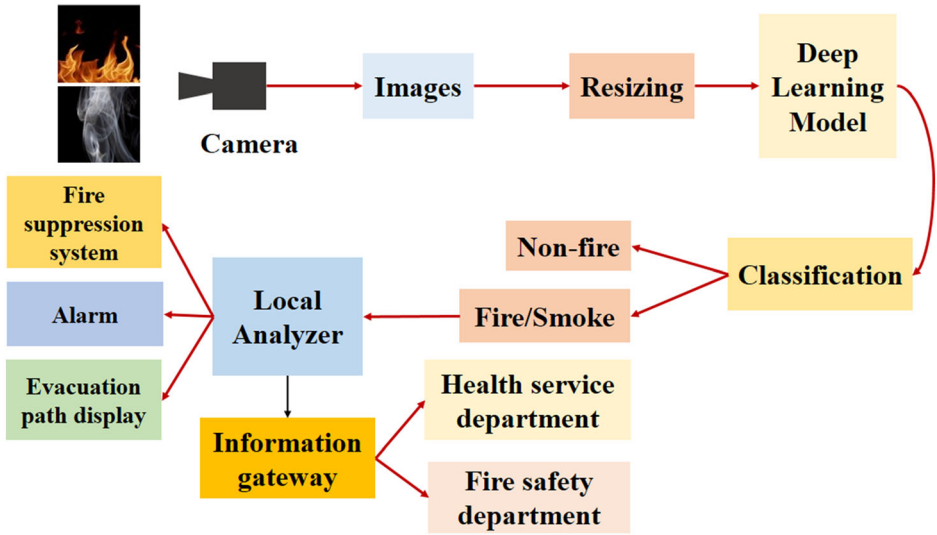 Camera
Images
Resizing
Deep
Learning
Model
Classification
Non-fire
Fire/Smoke
Local
Analyzer
Fire
suppression
system
Alarm
Evacuation
path display
Information
gateway
Health service
department
Fire safety
department